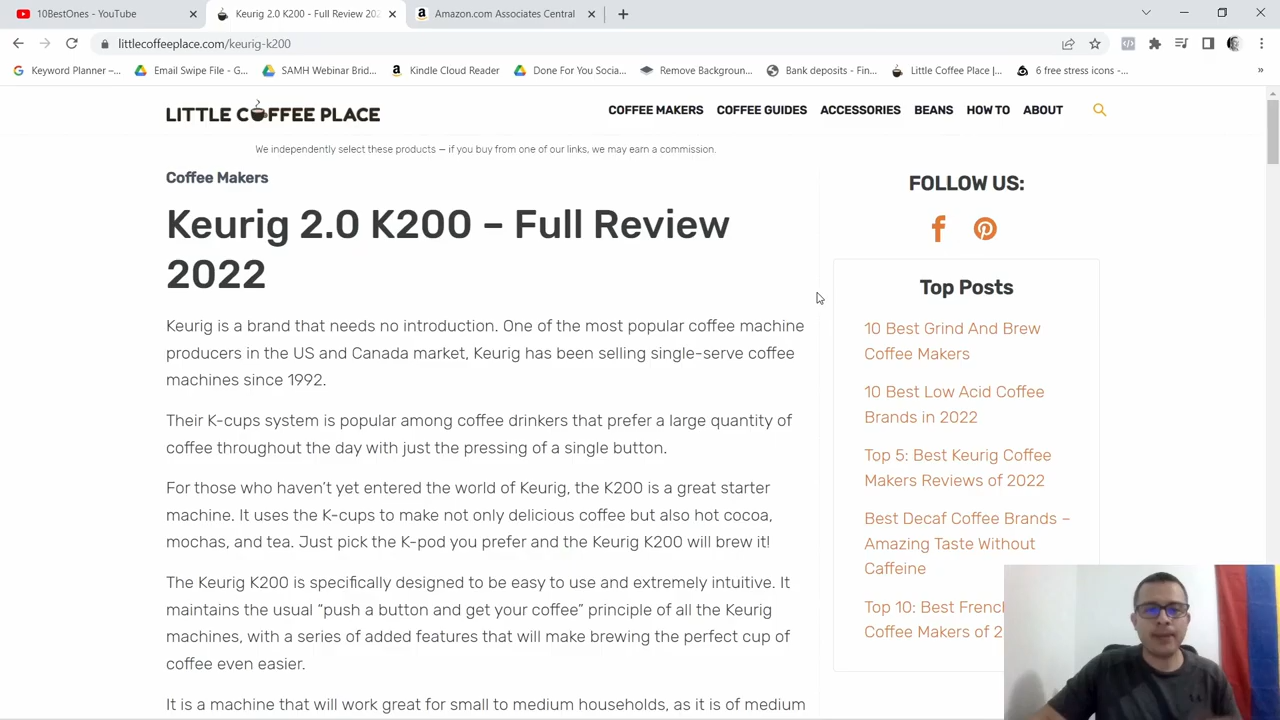 10BestOnes - YouTube
Keurig 2.0 K200 - Full Review 202
Amazon.com Associates Central
littlecoffeeplace.com/keurig-k200
Keyword Planner –...
Email Swipe File - G...
SAMH Webinar Brid...
Kindle Cloud Reader
Done For You Socia...
Remove Backgroun...
Bank deposits - Fin...
Little Coffee Place |...
6 free stress icons -...
»
LITTLE COFFEE PLACE
COFFEE MAKERS
COFFEE GUIDES
ACCESSORIES
BEANS
HOW TO
ABOUT
We independently select these products — if you buy from one of our links, we may earn a commission.
Coffee Makers
Keurig 2.0 K200 – Full Review
2022
Keurig is a brand that needs no introduction. One of the most popular coffee machine
producers in the US and Canada market, Keurig has been selling single-serve coffee
machines since 1992.
Their K-cups system is popular among coffee drinkers that prefer a large quantity of
coffee throughout the day with just the pressing of a single button.
For those who haven't yet entered the world of Keurig, the K200 is a great starter
machine. It uses the K-cups to make not only delicious coffee but also hot cocoa,
mochas, and tea. Just pick the K-pod you prefer and the Keurig K200 will brew it!
The Keurig K200 is specifically designed to be easy to use and extremely intuitive. It
maintains the usual “push a button and get your coffee” principle of all the Keurig
machines, with a series of added features that will make brewing the perfect cup of
coffee even easier.
It is a machine that will work great for small to medium households, as it is of medium
FOLLOW US:
Top Posts
10 Best Grind And Brew
Coffee Makers
10 Best Low Acid Coffee
Brands in 2022
Top 5: Best Keurig Coffee
Makers Reviews of 2022
Best Decaf Coffee Brands –
Amazing Taste Without
Caffeine
Top 10: Best French
Coffee Makers of 2